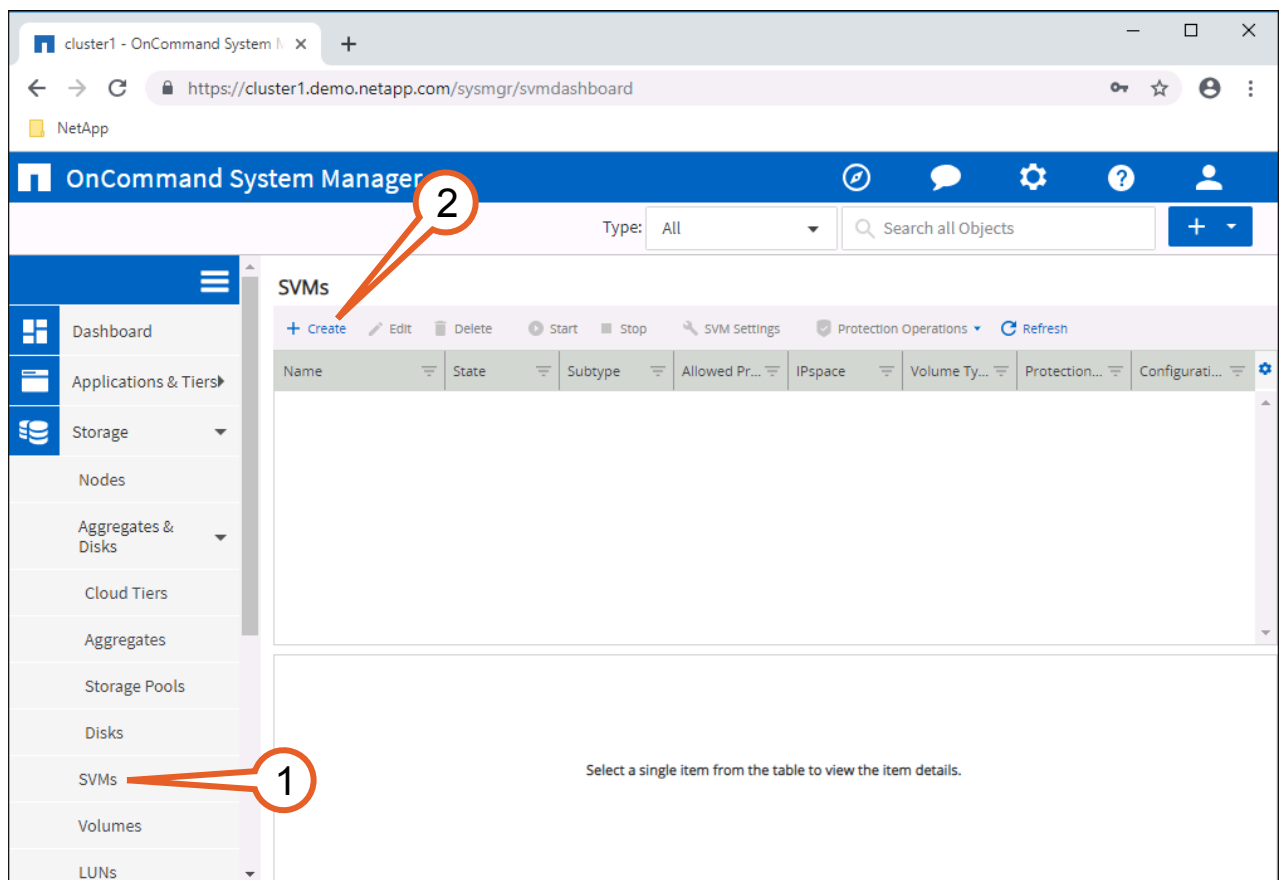 cluster1 - OnCommand System M
https://cluster1.demo.netapp.com/sysmgr/svmdashboard
NetApp
OnCommand System Manager
2
Type: All Search all Objects
SVMs
Create Edit Delete Start Stop SVM Settings Protection Operations Refresh
Name State Subtype Allowed Pr... IPspace Volume Ty... Protection... Configurati...
Dashboard
Applications & Tiers
Storage
Nodes
Aggregates &
Disks
Cloud Tiers
Aggregates
Storage Pools
Disks
SVMs
1
Select a single item from the table to view the item details.
Volumes
LUNs